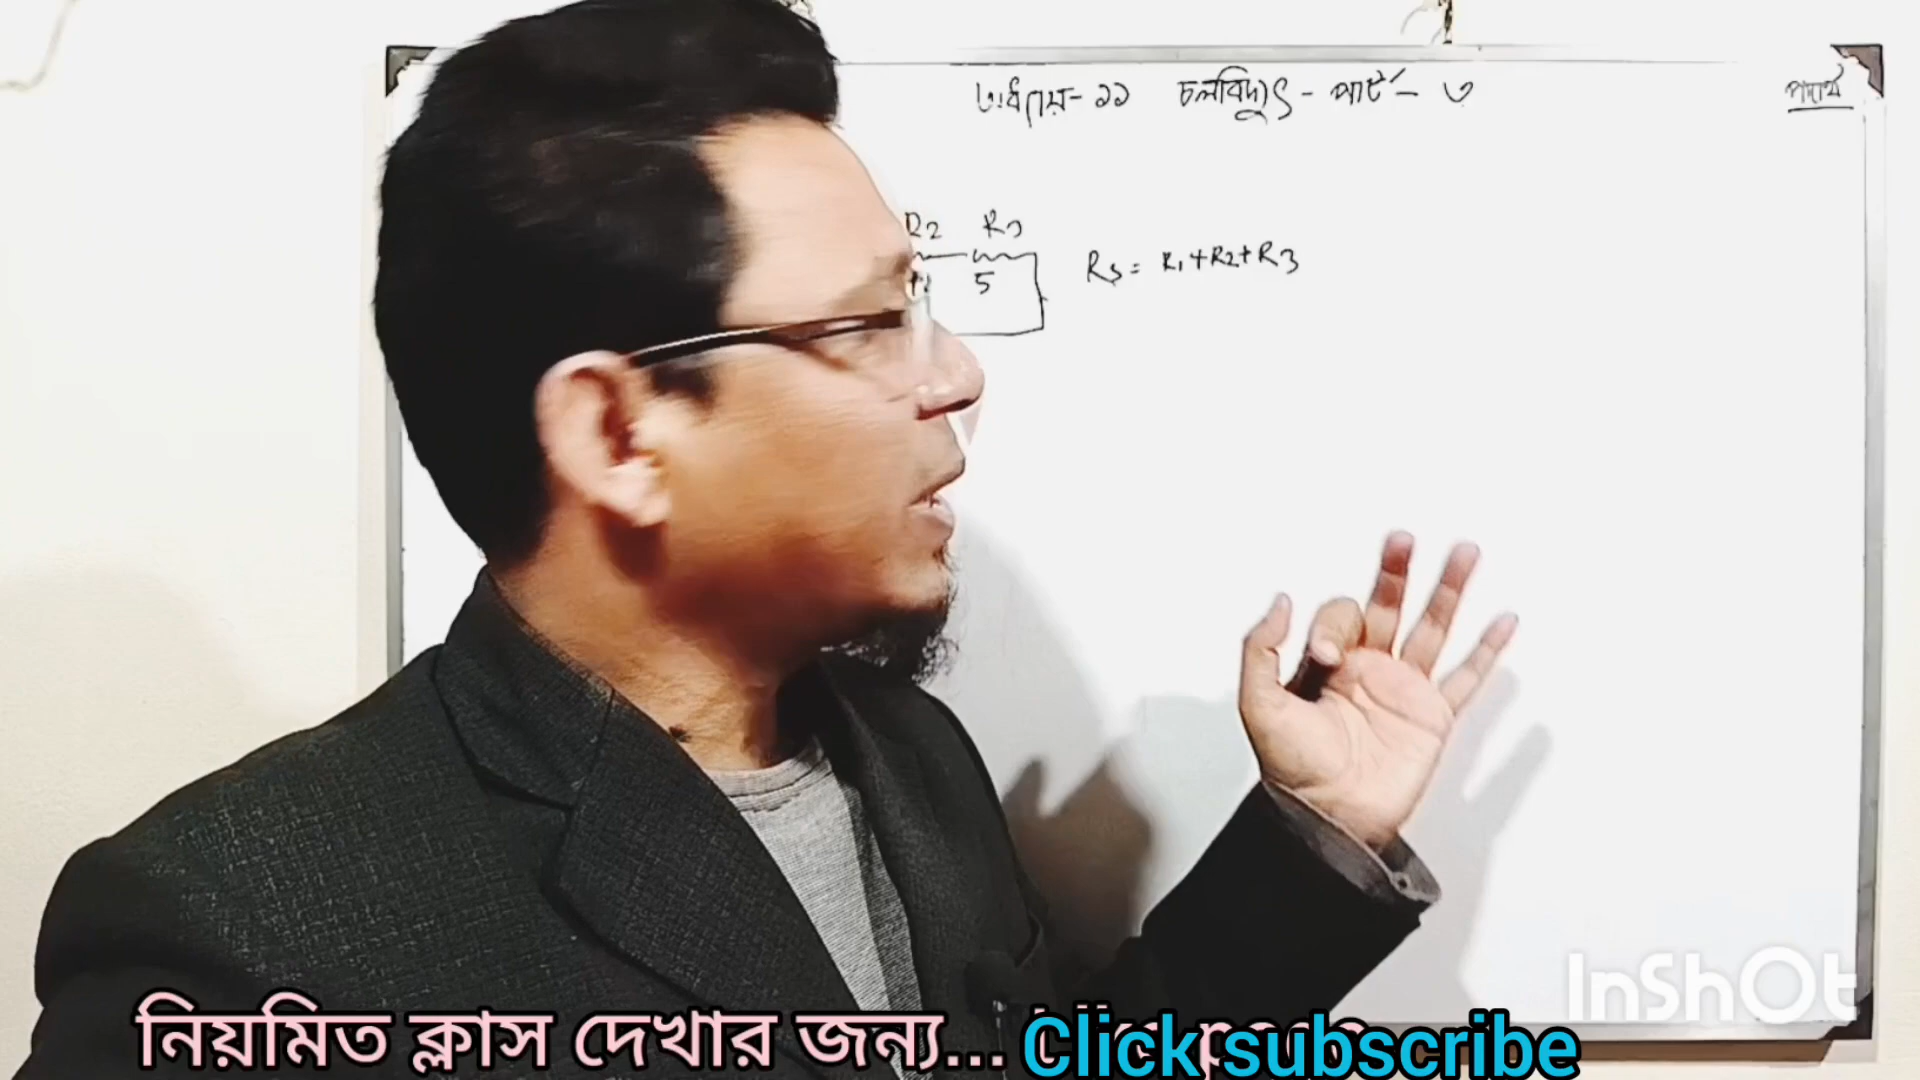 অধ্যায়- ১১ চলবিদ্যুৎ - পার্ট - ৩
পদার্থ
R2 R3
5
Rs = R1+R2+R3
InShOt
নিয়মিত ক্লাস দেখার জন্য...
Click subscribe